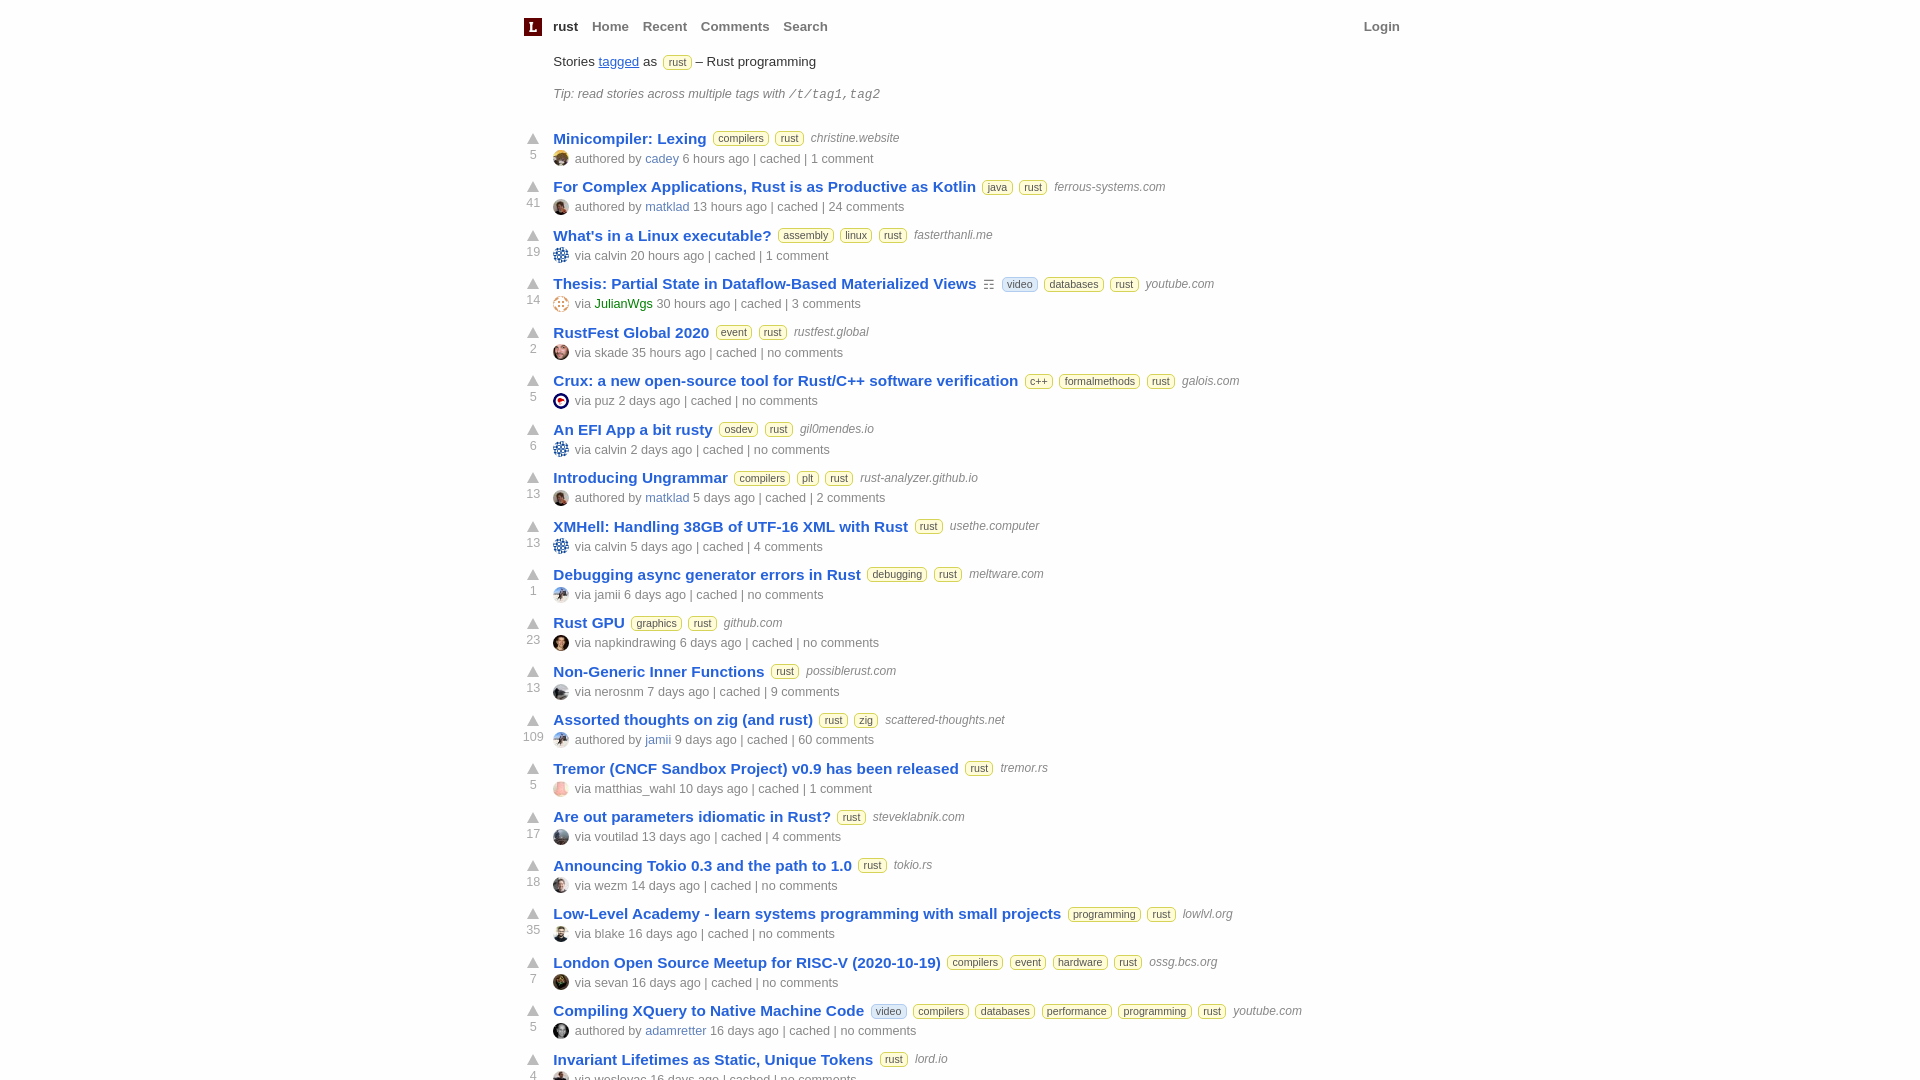 L rust Home Recent Comments Search Login
Stories tagged as rust – Rust programming
Tip: read stories across multiple tags with /t/tag1,tag2
Minicompiler: Lexing compilers rust christine.website
5 authored by cadey 6 hours ago | cached | 1 comment
For Complex Applications, Rust is as Productive as Kotlin java rust ferrous-systems.com
41 authored by matklad 13 hours ago | cached | 24 comments
What's in a Linux executable? assembly linux rust fasterthanli.me
19 via calvin 20 hours ago | cached | 1 comment
Thesis: Partial State in Dataflow-Based Materialized Views ☶ video databases rust youtube.com
14 via JulianWgs 30 hours ago | cached | 3 comments
RustFest Global 2020 event rust rustfest.global
2 via skade 35 hours ago | cached | no comments
Crux: a new open-source tool for Rust/C++ software verification c++ formalmethods rust galois.com
5 via puz 2 days ago | cached | no comments
An EFI App a bit rusty osdev rust gil0mendes.io
6 via calvin 2 days ago | cached | no comments
Introducing Ungrammar compilers plt rust rust-analyzer.github.io
13 authored by matklad 5 days ago | cached | 2 comments
XMHell: Handling 38GB of UTF-16 XML with Rust rust usethe.computer
13 via calvin 5 days ago | cached | 4 comments
Debugging async generator errors in Rust debugging rust meltware.com
1 via jamii 6 days ago | cached | no comments
Rust GPU graphics rust github.com
23 via napkindrawing 6 days ago | cached | no comments
Non-Generic Inner Functions rust possiblerust.com
13 via nerosnm 7 days ago | cached | 9 comments
Assorted thoughts on zig (and rust) rust zig scattered-thoughts.net
109 authored by jamii 9 days ago | cached | 60 comments
Tremor (CNCF Sandbox Project) v0.9 has been released rust tremor.rs
5 via matthias_wahl 10 days ago | cached | 1 comment
Are out parameters idiomatic in Rust? rust steveklabnik.com
17 via voutilad 13 days ago | cached | 4 comments
Announcing Tokio 0.3 and the path to 1.0 rust tokio.rs
18 via wezm 14 days ago | cached | no comments
Low-Level Academy - learn systems programming with small projects programming rust lowlvl.org
35 via blake 16 days ago | cached | no comments
London Open Source Meetup for RISC-V (2020-10-19) compilers event hardware rust ossg.bcs.org
7 via sevan 16 days ago | cached | no comments
Compiling XQuery to Native Machine Code video compilers databases performance programming rust youtube.com
5 authored by adamretter 16 days ago | cached | no comments
Invariant Lifetimes as Static, Unique Tokens rust lord.io
4 via weslevac 16 days ago | cached | no comments